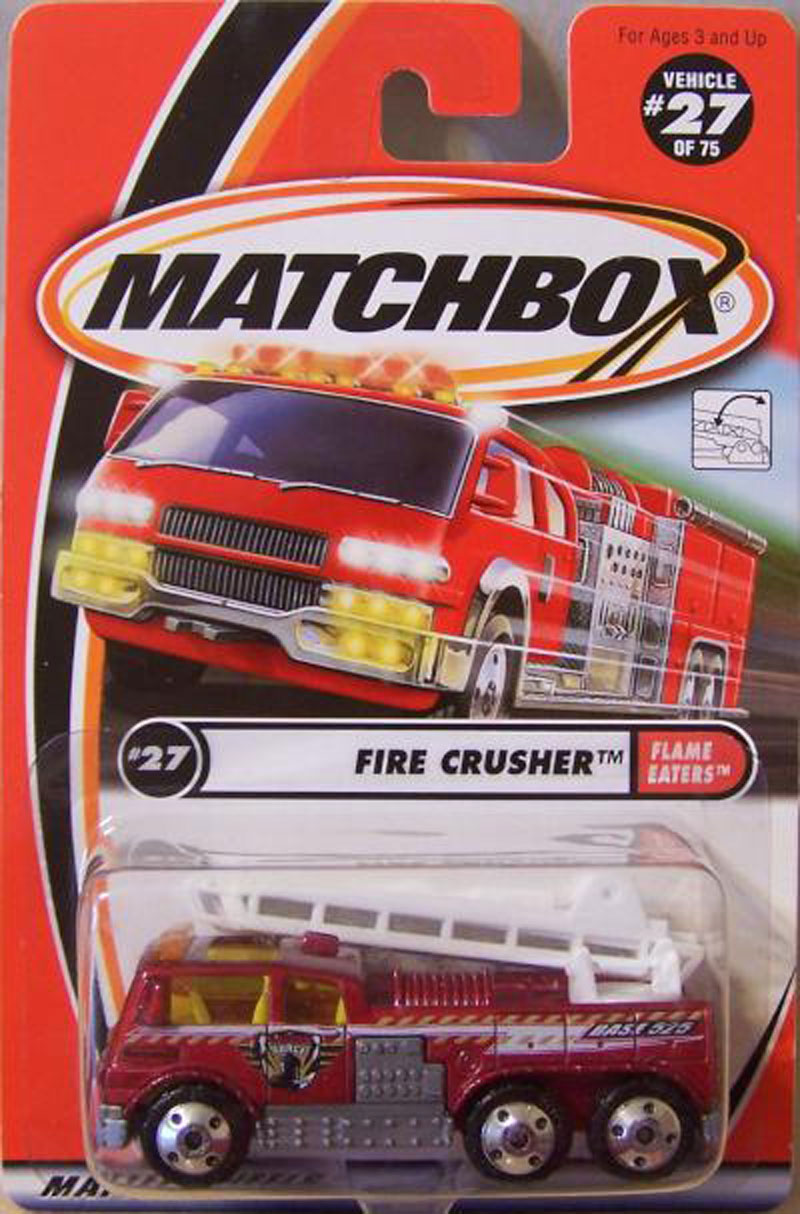 For Ages 3 and Up
VEHICLE
#27
OF 75
MATCHBOX®
#27
FIRE CRUSHER™
FLAME
EATERS™
BASE 525